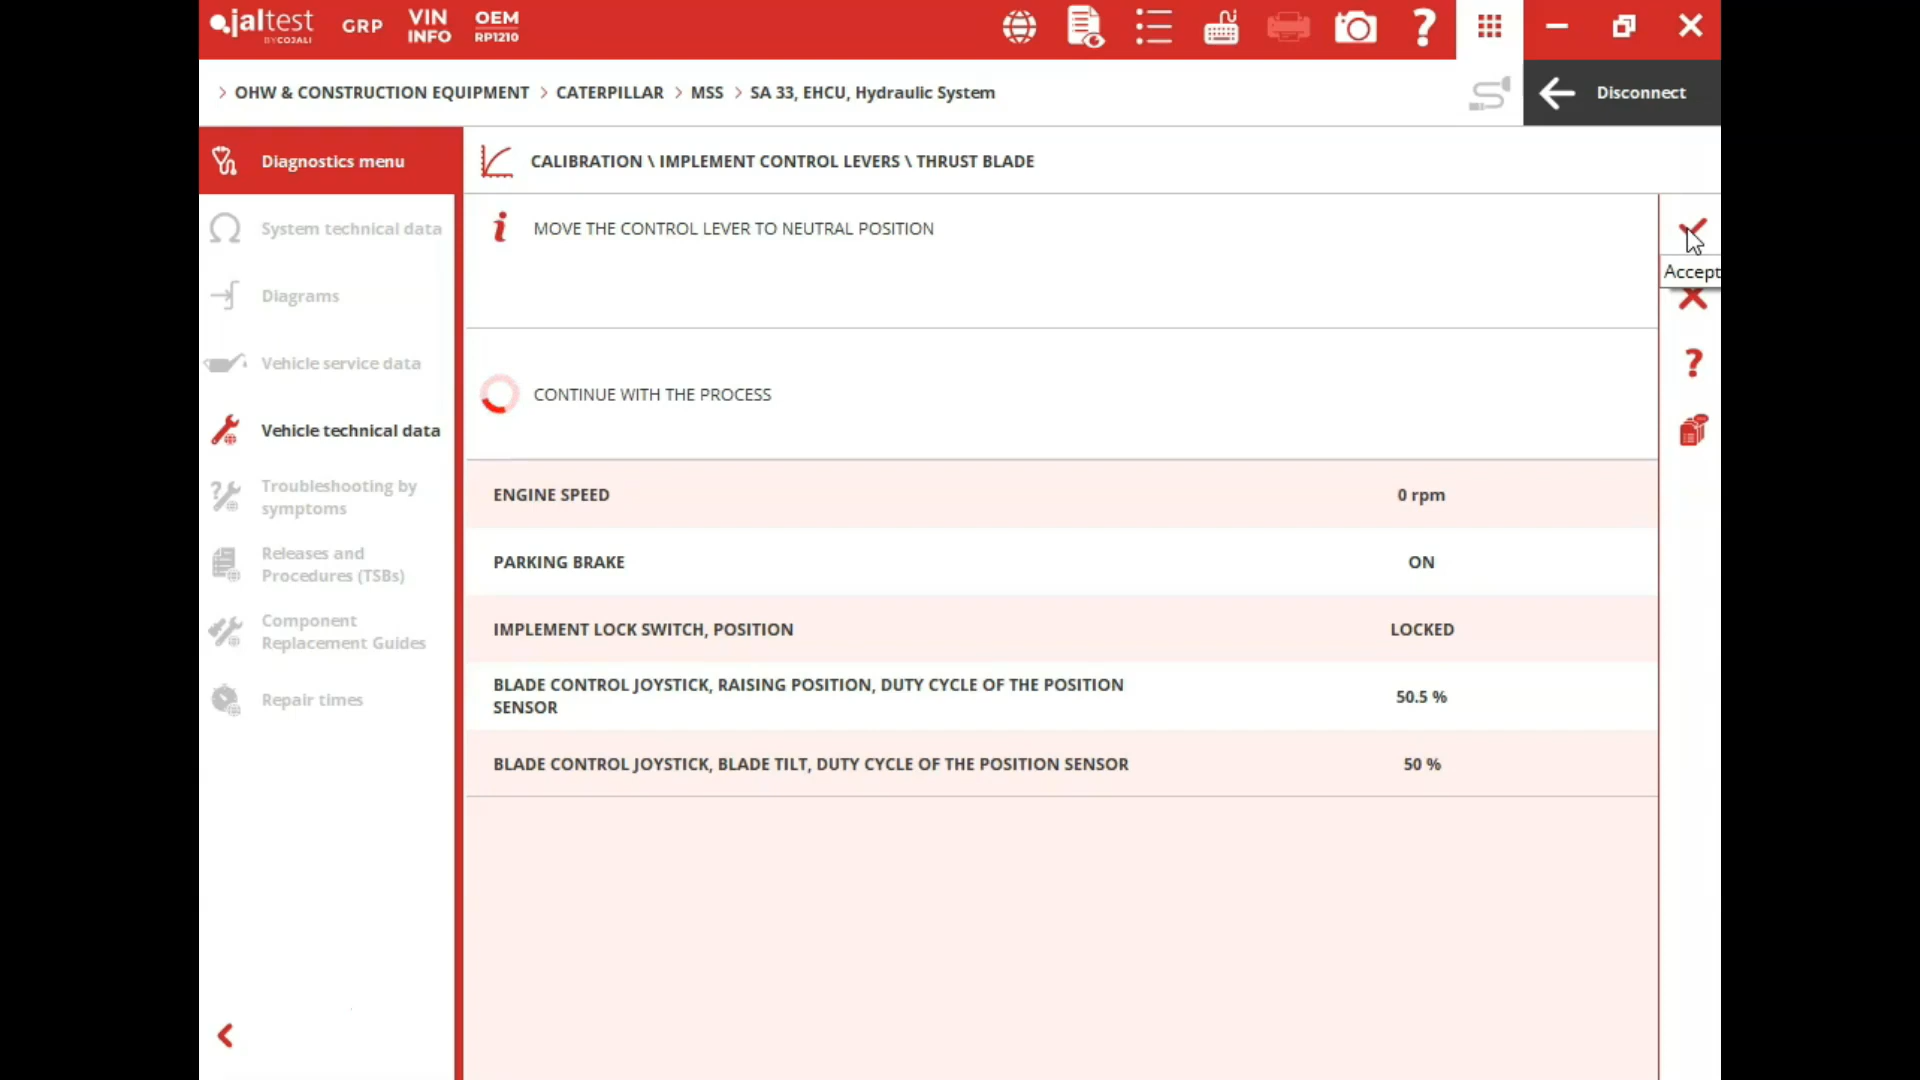 jaltest
BY COJALI
GRP
VIN
INFO
OEM
RP1210
?
> OHW & CONSTRUCTION EQUIPMENT > CATERPILLAR > MSS > SA 33, EHCU, Hydraulic System
Disconnect
Diagnostics menu
CALIBRATION \ IMPLEMENT CONTROL LEVERS \ THRUST BLADE
System technical data
MOVE THE CONTROL LEVER TO NEUTRAL POSITION
Accept
Diagrams
Vehicle service data
?
CONTINUE WITH THE PROCESS
Vehicle technical data
Troubleshooting by
symptoms
ENGINE SPEED 0 rpm
Releases and
Procedures (TSBs)
PARKING BRAKE ON
Component
Replacement Guides
IMPLEMENT LOCK SWITCH, POSITION LOCKED
Repair times
BLADE CONTROL JOYSTICK, RAISING POSITION, DUTY CYCLE OF THE POSITION
SENSOR 50.5 %
BLADE CONTROL JOYSTICK, BLADE TILT, DUTY CYCLE OF THE POSITION SENSOR 50 %